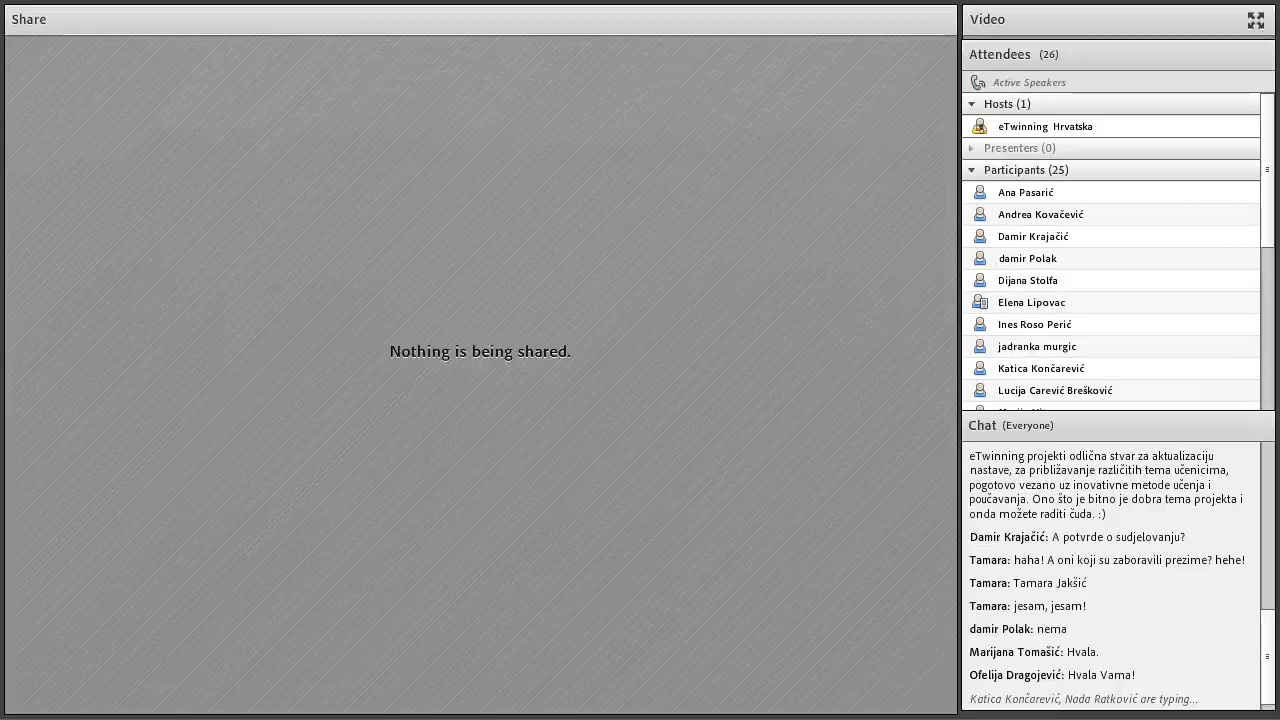 Share
Nothing is being shared.
Video
Attendees (26)
Active Speakers
Hosts (1)
eTwinning Hrvatska
Presenters (0)
Participants (25)
Ana Pasarić
Andrea Kovačević
Damir Krajačić
damir Polak
Dijana Stolfa
Elena Lipovac
Ines Roso Perić
jadranka murgic
Katica Končarević
Lucija Carević Brešković
Chat (Everyone)
eTwinning projekti odlična stvar za aktualizaciju
nastave, za približavanje različitih tema učenicima,
pogotovo vezano uz inovativne metode učenja i
poučavanja. Ono što je bitno je dobra tema projekta i
onda možete raditi čuda. :)
Damir Krajačić: A potvrde o sudjelovanju?
Tamara: haha! A oni koji su zaboravili prezime? hehe!
Tamara: Tamara Jakšić
Tamara: jesam, jesam!
damir Polak: nema
Marijana Tomašić: Hvala.
Ofelija Dragojević: Hvala Vama!
Katica Končarević, Nada Ratković are typing...